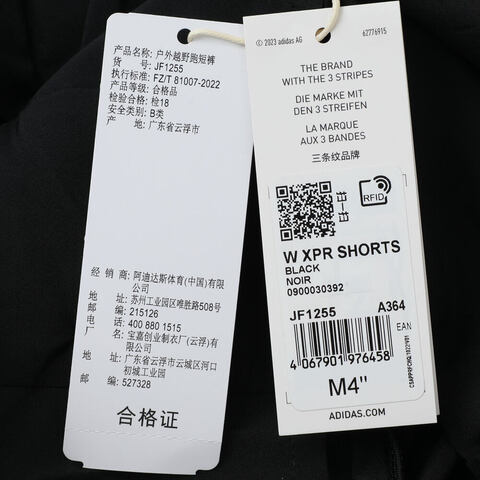 产品名称: 户外越野跑短裤
货 号: JF1255
执行标准: FZ/T 81007-2022
产品等级: 合格品
检验合格: 检18
安全类别: B类
产 地: 广东省云浮市
经 销 商: 阿迪达斯体育(中国)有限
公司
地 址: 苏州工业园区唯胜路508号
邮 编: 215126
电 话: 400 880 1515
厂 名: 宝嘉创业制衣厂(云浮)有
限公司
地 址: 广东省云浮市云城区河口
初城工业园
邮 编: 527328
合格证
© 2023 adidas AG 62776915
THE BRAND
WITH THE 3 STRIPES
DIE MARKE MIT
DEN 3 STREIFEN
LA MARQUE
AUX 3 BANDES
三条纹品牌
RFID
W XPR SHORTS
BLACK
NOIR
0900030392
JF1255 A364
EAN
4 067901 976458
M4"
ADIDAS.COM